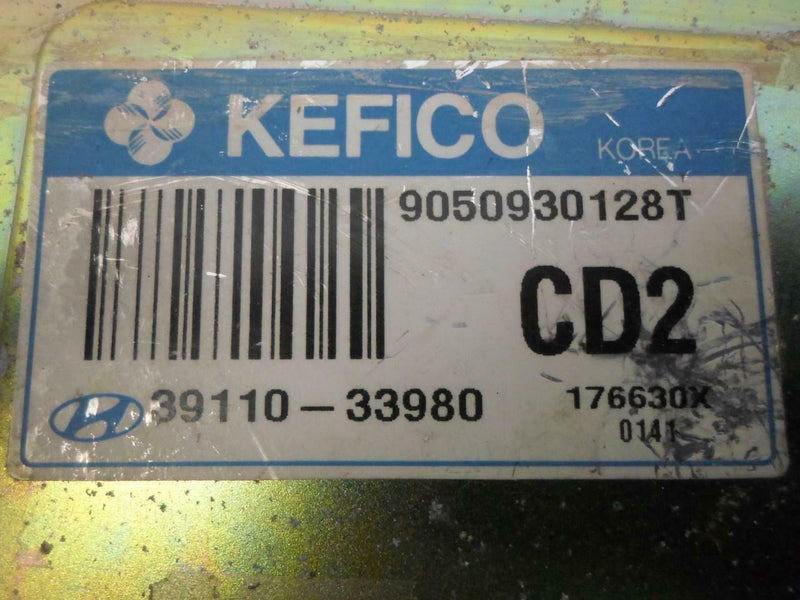 KEFICO KOREA
9050930128T
CD2
39110-33980 176630X
0141